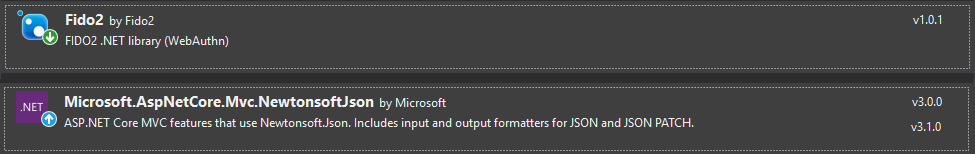 Fido2 by Fido2 v1.0.1
FIDO2 .NET library (WebAuthn)
.NET Microsoft.AspNetCore.Mvc.NewtonsoftJson by Microsoft v3.0.0
ASP.NET Core MVC features that use Newtonsoft.Json. Includes input and output formatters for JSON and JSON PATCH. v3.1.0